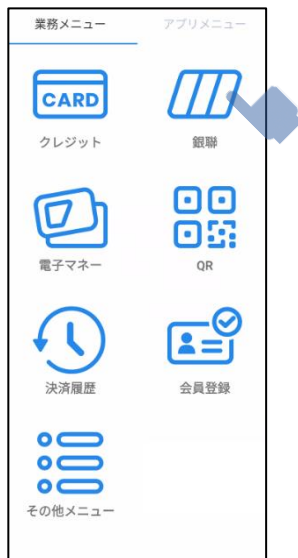 業務メニュー アプリメニュー
CARD
クレジット 銀聯
電子マネー QR
決済履歴 会員登録
その他メニュー